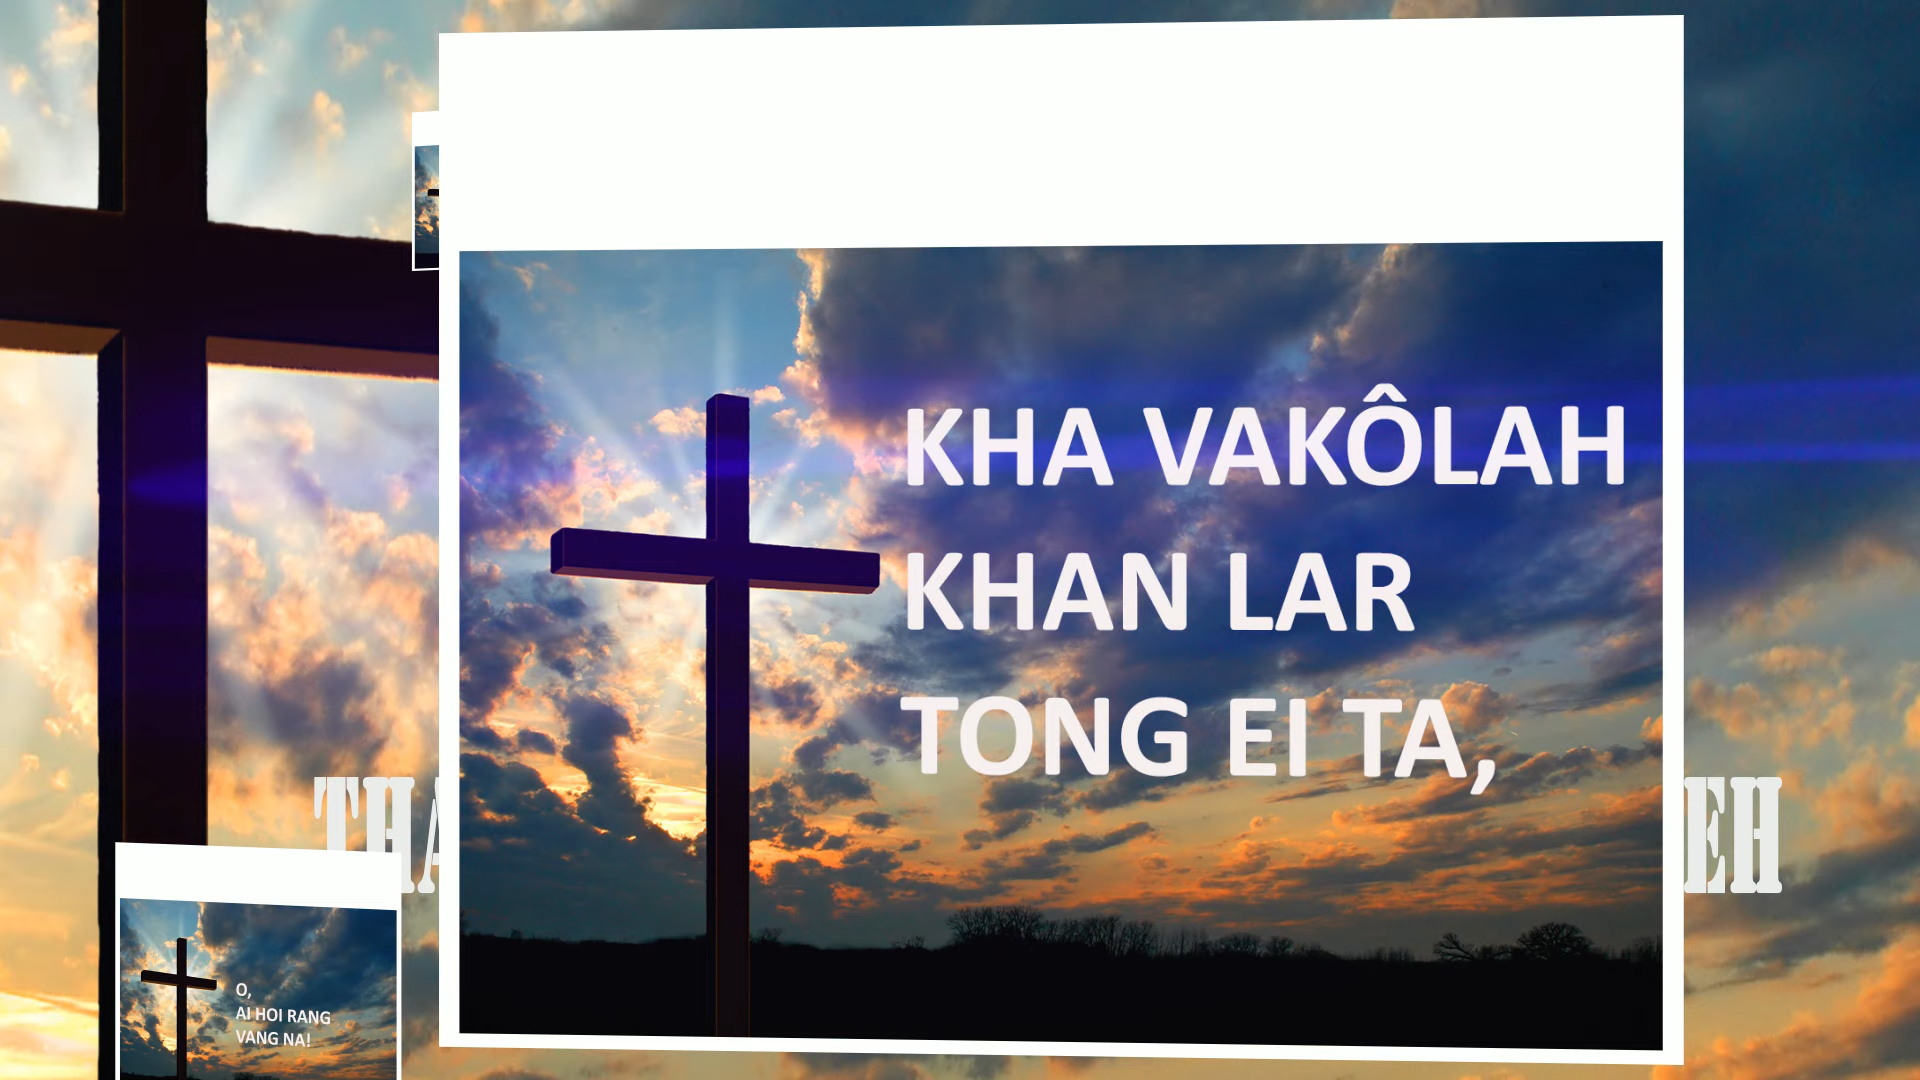 KHA VAKÔLAH
KHAN LAR
TONG EI TA,
O,
AI HOI RANG
VANG NA!